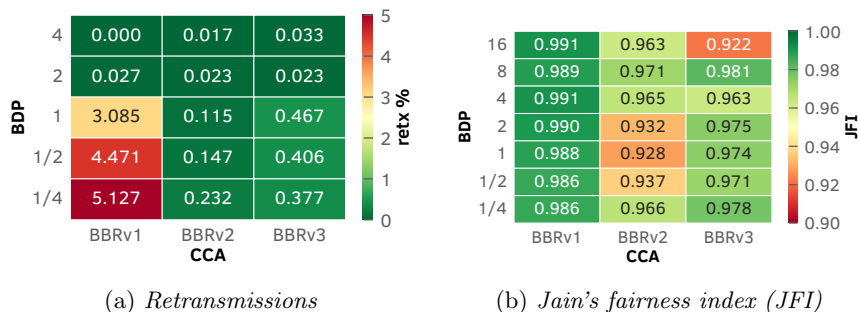 BDP
4 0.000 0.017 0.033
2 0.027 0.023 0.023
1 3.085 0.115 0.467
1/2 4.471 0.147 0.406
1/4 5.127 0.232 0.377
BBRv1 BBRv2 BBRv3
CCA
5
4
3
2
1
0
retx %
(a) Retransmissions
BDP
16 0.991 0.963 0.922
8 0.989 0.971 0.981
4 0.991 0.965 0.963
2 0.990 0.932 0.975
1 0.988 0.928 0.974
1/2 0.986 0.937 0.971
1/4 0.986 0.966 0.978
BBRv1 BBRv2 BBRv3
CCA
1.00
0.98
0.96
0.94
0.92
0.90
JFI
(b) Jain's fairness index (JFI)